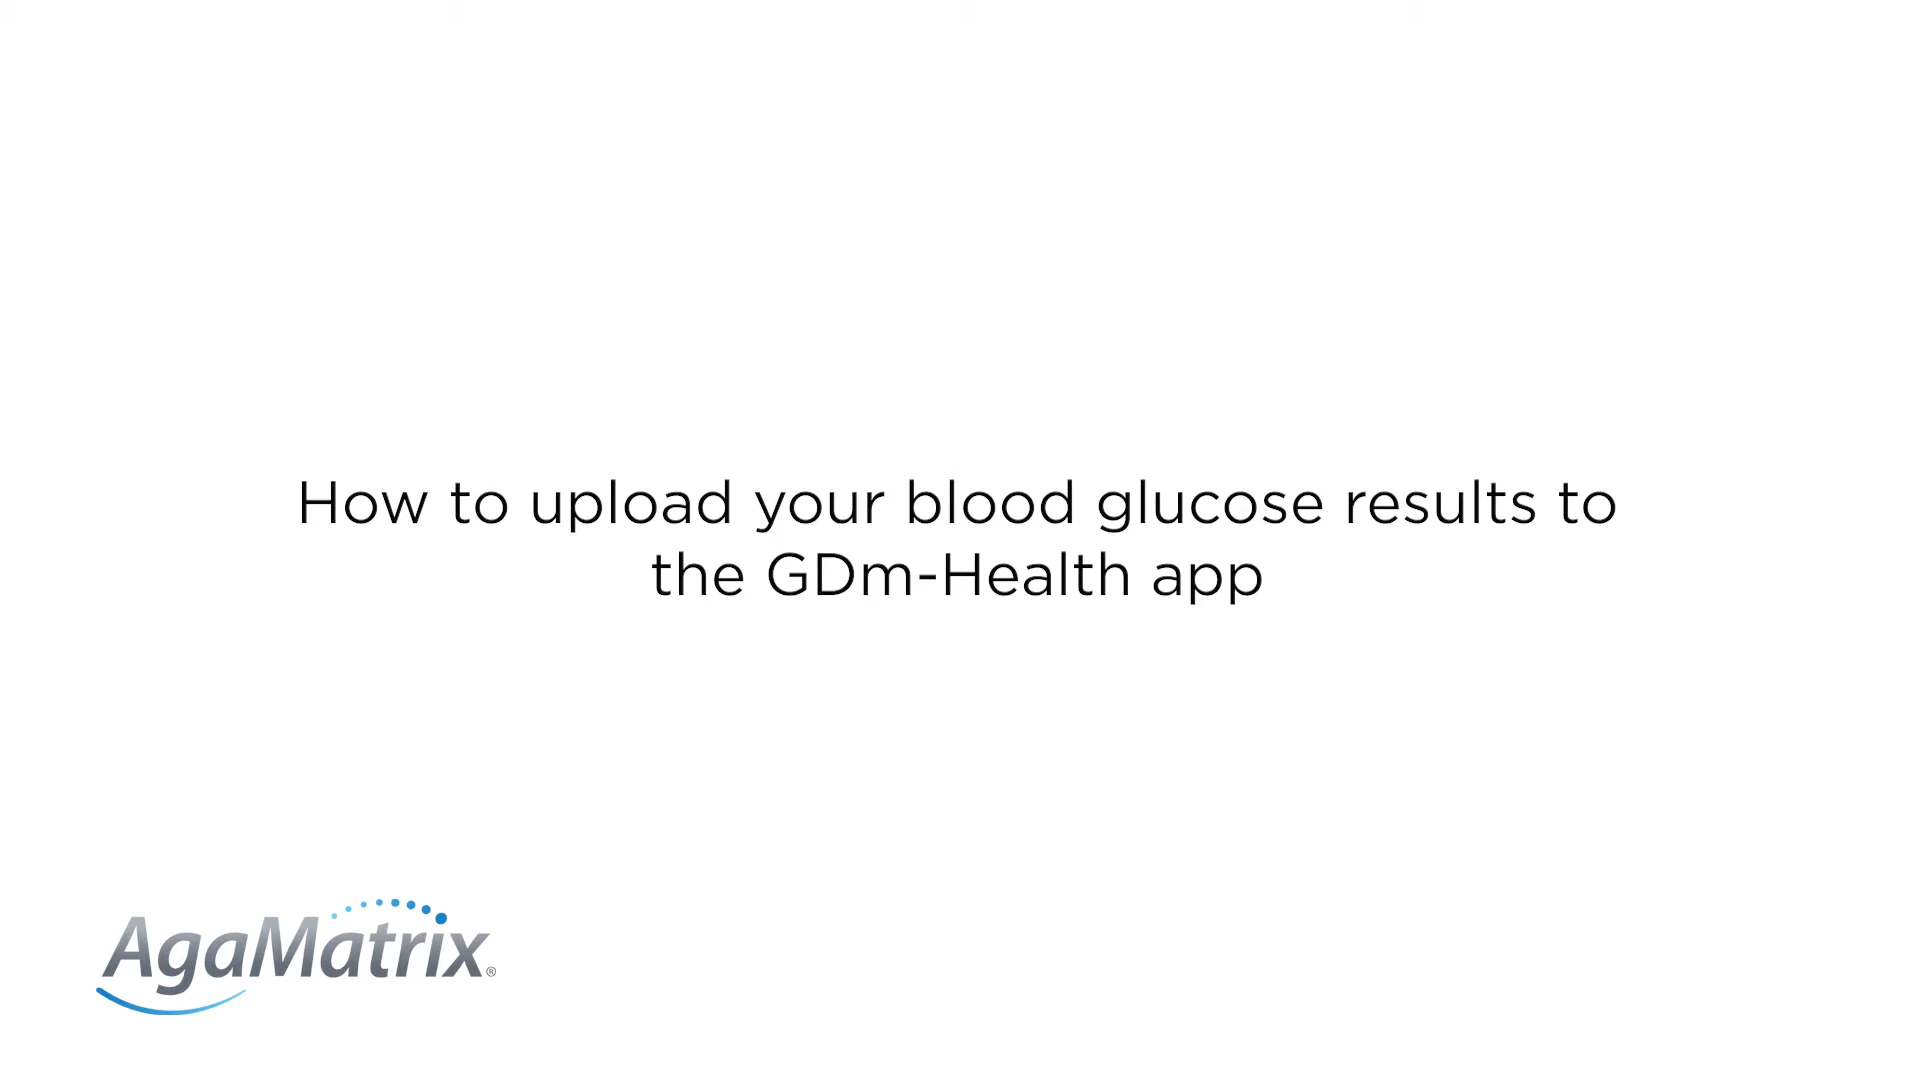 How to upload your blood glucose results to
the GDm-Health app
AgaMatrix®